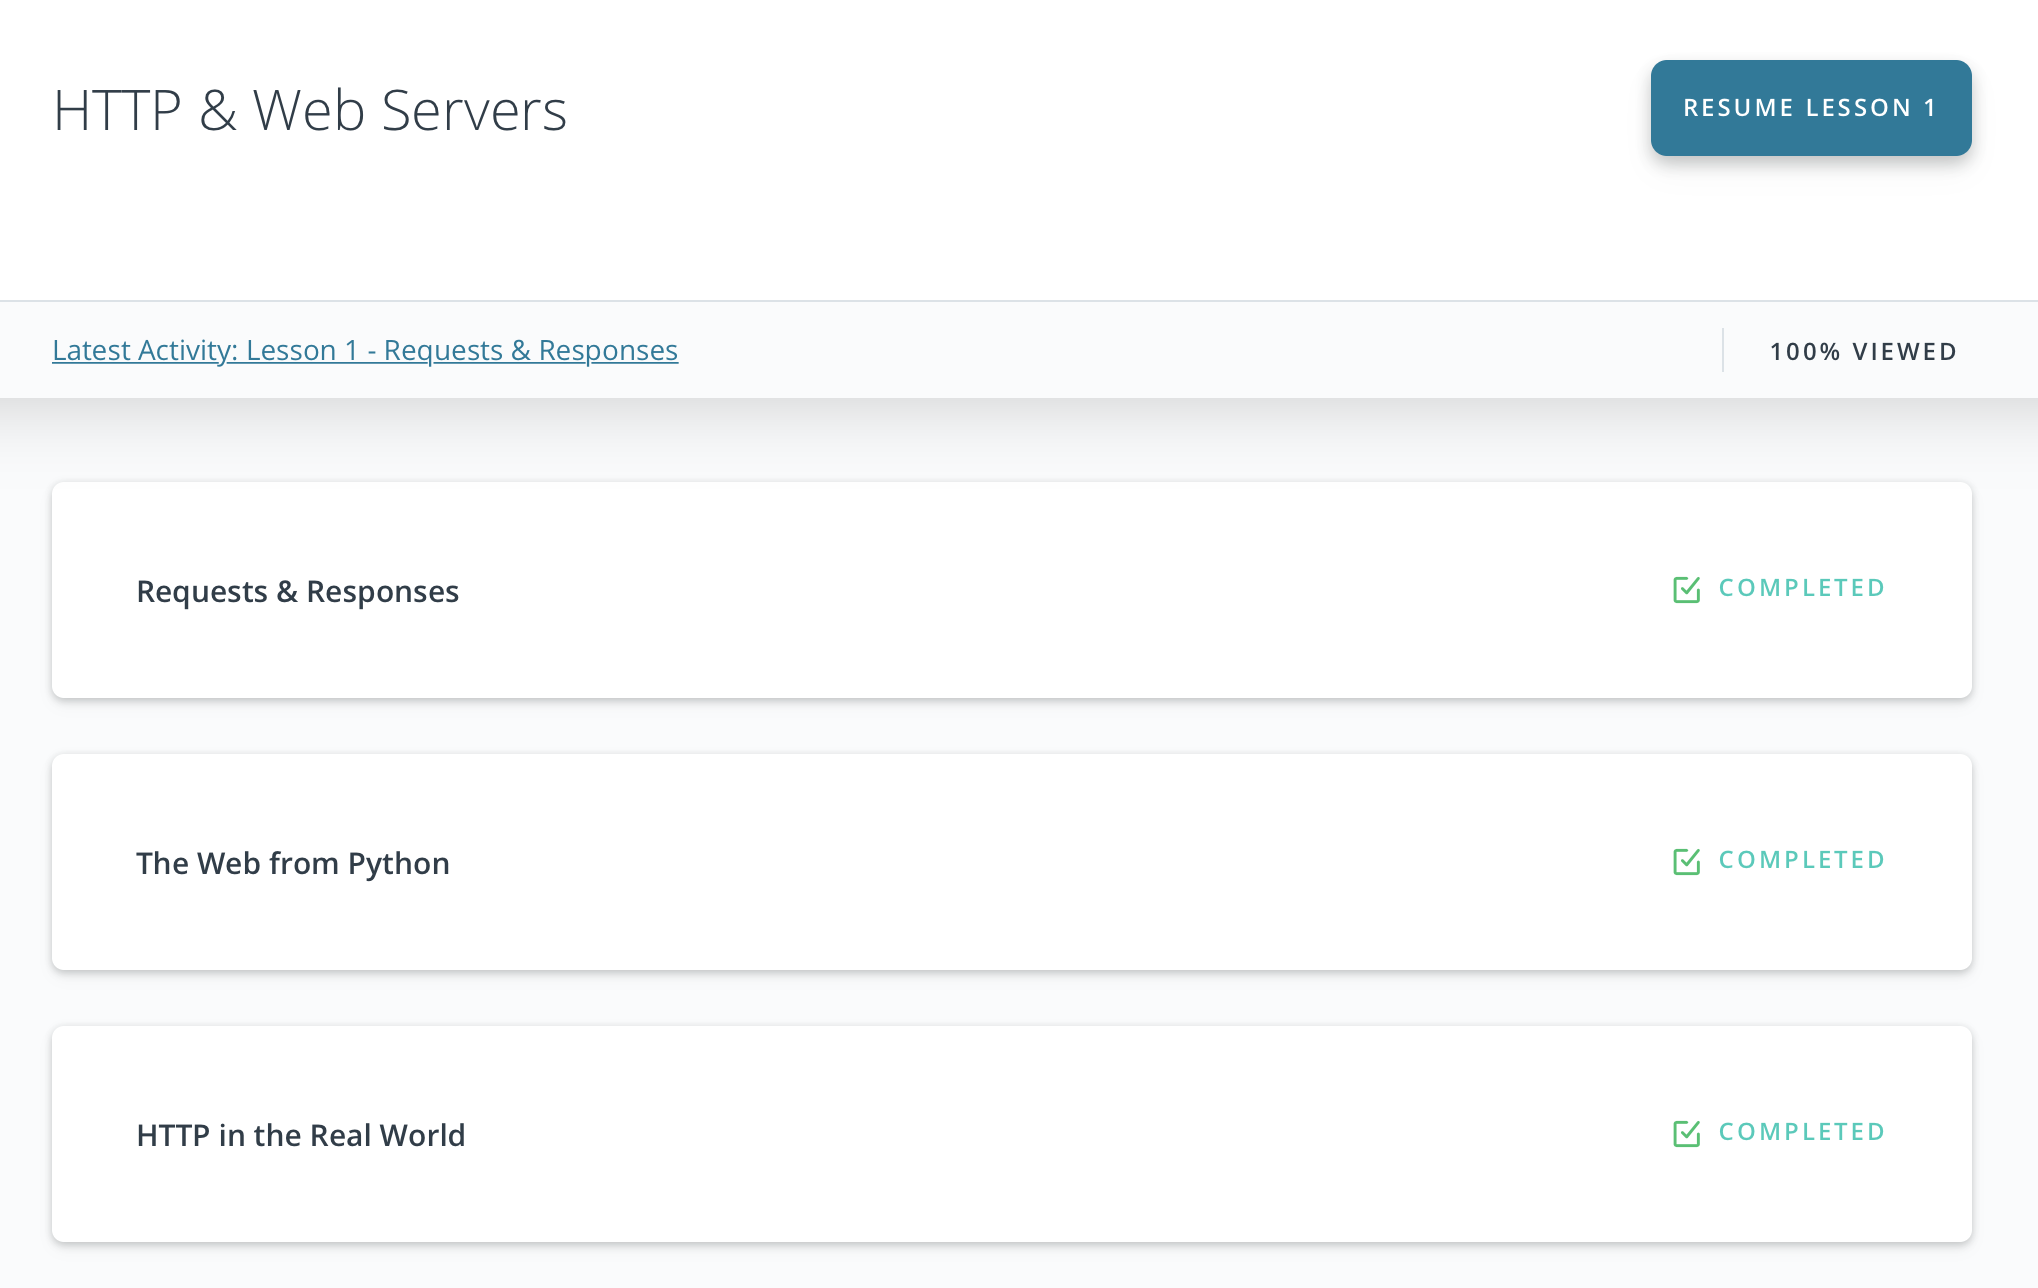 HTTP & Web Servers
RESUME LESSON 1
Latest Activity: Lesson 1 - Requests & Responses
100% VIEWED
Requests & Responses
COMPLETED
The Web from Python
COMPLETED
HTTP in the Real World
COMPLETED